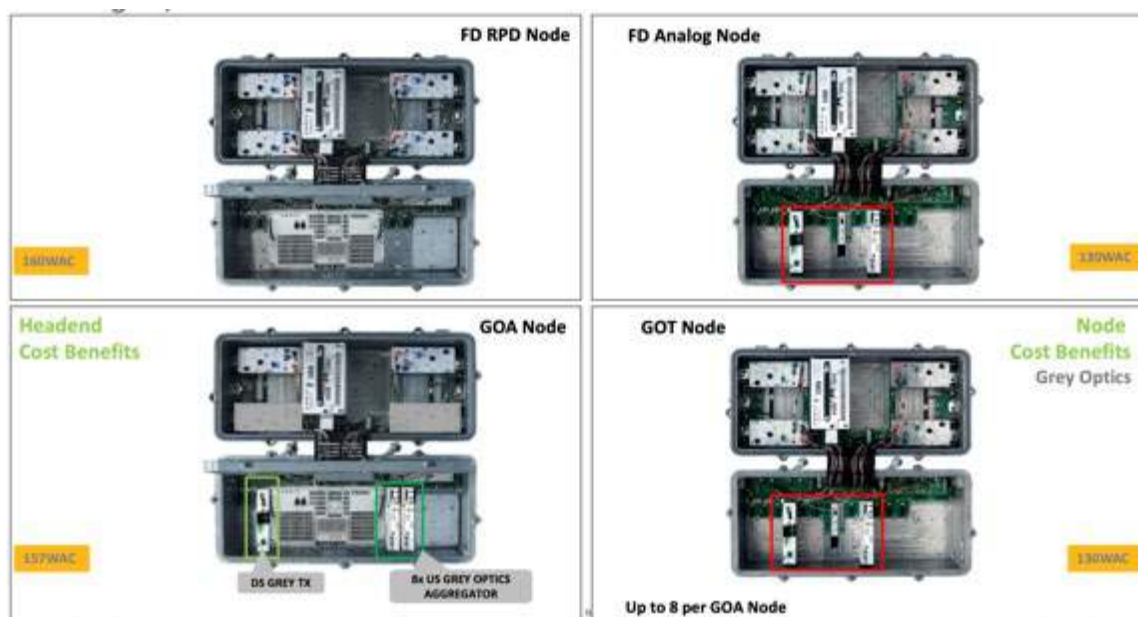 FD RPD Node
160WAC
FD Analog Node
130WAC
Headend
Cost Benefits
GOA Node
157WAC
DS GREY TX
8x US GREY OPTICS
AGGREGATOR
GOT Node
Node
Cost Benefits
Grey Optics
130WAC
Up to 8 per GOA Node